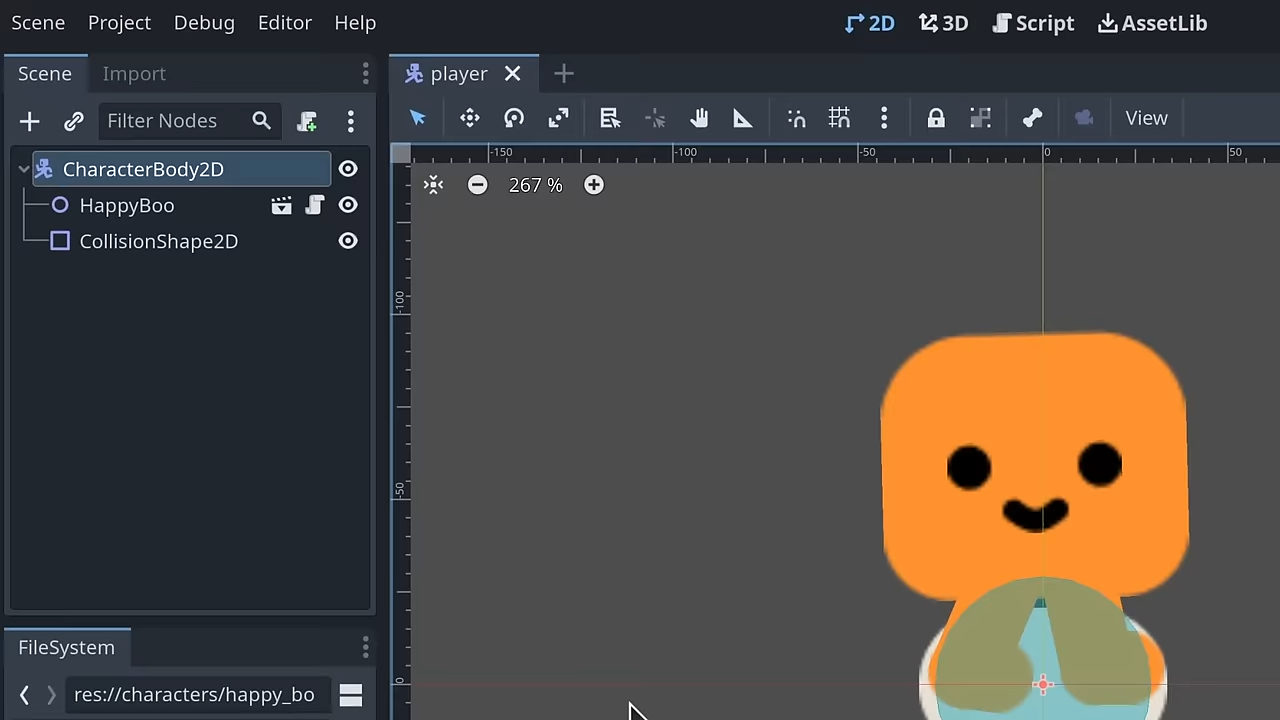 Scene Project Debug Editor Help 2D 3D Script AssetLib
Scene Import player
Filter Nodes View
-150 -100 -50 0 50
CharacterBody2D 267 %
HappyBoo
CollisionShape2D
-100
-50
FileSystem
0
res://characters/happy_bo